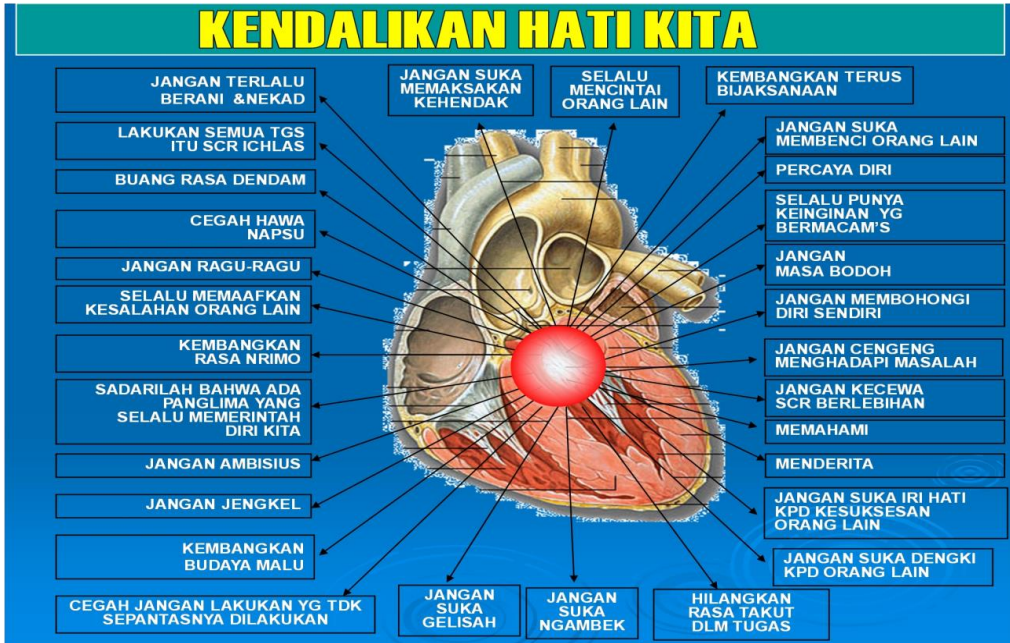 KENDALIKAN HATI KITA
JANGAN TERLALU
BERANI &NEKAD
LAKUKAN SEMUA TGS
ITU SCR ICHLAS
BUANG RASA DENDAM
CEGAH HAWA
NAPSU
JANGAN RAGU-RAGU
SELALU MEMAAFKAN
KESALAHAN ORANG LAIN
KEMBANGKAN
RASA NRIMO
SADARILAH BAHWA ADA
PANGLIMA YANG
SELALU MEMERINTAH
DIRI KITA
JANGAN AMBISIUS
JANGAN JENGKEL
KEMBANGKAN
BUDAYA MALU
CEGAH JANGAN LAKUKAN YG TDK
SEPANTASNYA DILAKUKAN
JANGAN SUKA
MEMAKSAKAN
KEHENDAK
SELALU
MENCINTAI
ORANG LAIN
KEMBANGKAN TERUS
BIJAKSANAAN
JANGAN SUKA
MEMBENCI ORANG LAIN
PERCAYA DIRI
SELALU PUNYA
KEINGINAN YG
BERMACAM'S
JANGAN
MASA BODOH
JANGAN MEMBOHONGI
DIRI SENDIRI
JANGAN CENGENG
MENGHADAPI MASALAH
JANGAN KECEWA
SCR BERLEBIHAN
MEMAHAMI
MENDERITA
JANGAN SUKA IRI HATI
KPD KESUKSESAN
ORANG LAIN
JANGAN SUKA DENGKI
KPD ORANG LAIN
JANGAN
SUKA
GELISAH
JANGAN
SUKA
NGAMBEK
HILANGKAN
RASA TAKUT
DLM TUGAS